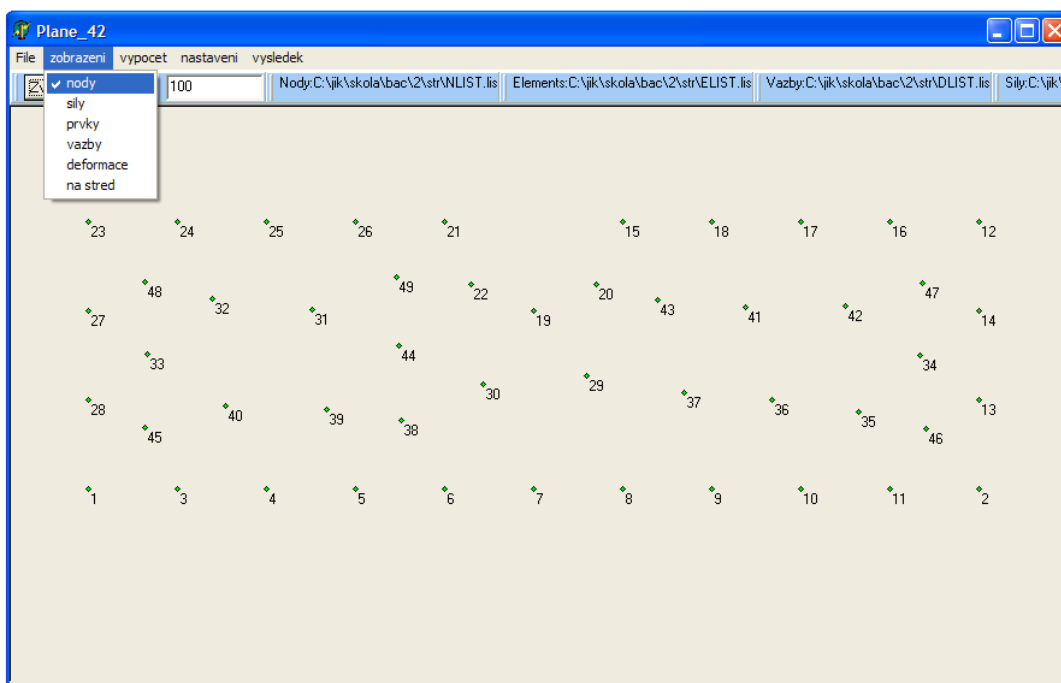 Plane_42
File zobrazeni vypocet nastaveni vysledek
100 Nody:C:\jik\skola\bac\2\str\NLIST.lis Elements:C:\jik\skola\bac\2\str\ELIST.lis Vazby:C:\jik\skola\bac\2\str\DLIST.lis Sily:C:\jik\
nody
sily
prvky
vazby
deformace
na stred
23 24 25 26 21 15 18 17 16 12
48 32 49 22 20 43 47
27 31 19 41 42 14
33 44 34
28 40 39 30 29 37 36 35 13
45 38 46
1 3 4 5 6 7 8 9 10 11 2